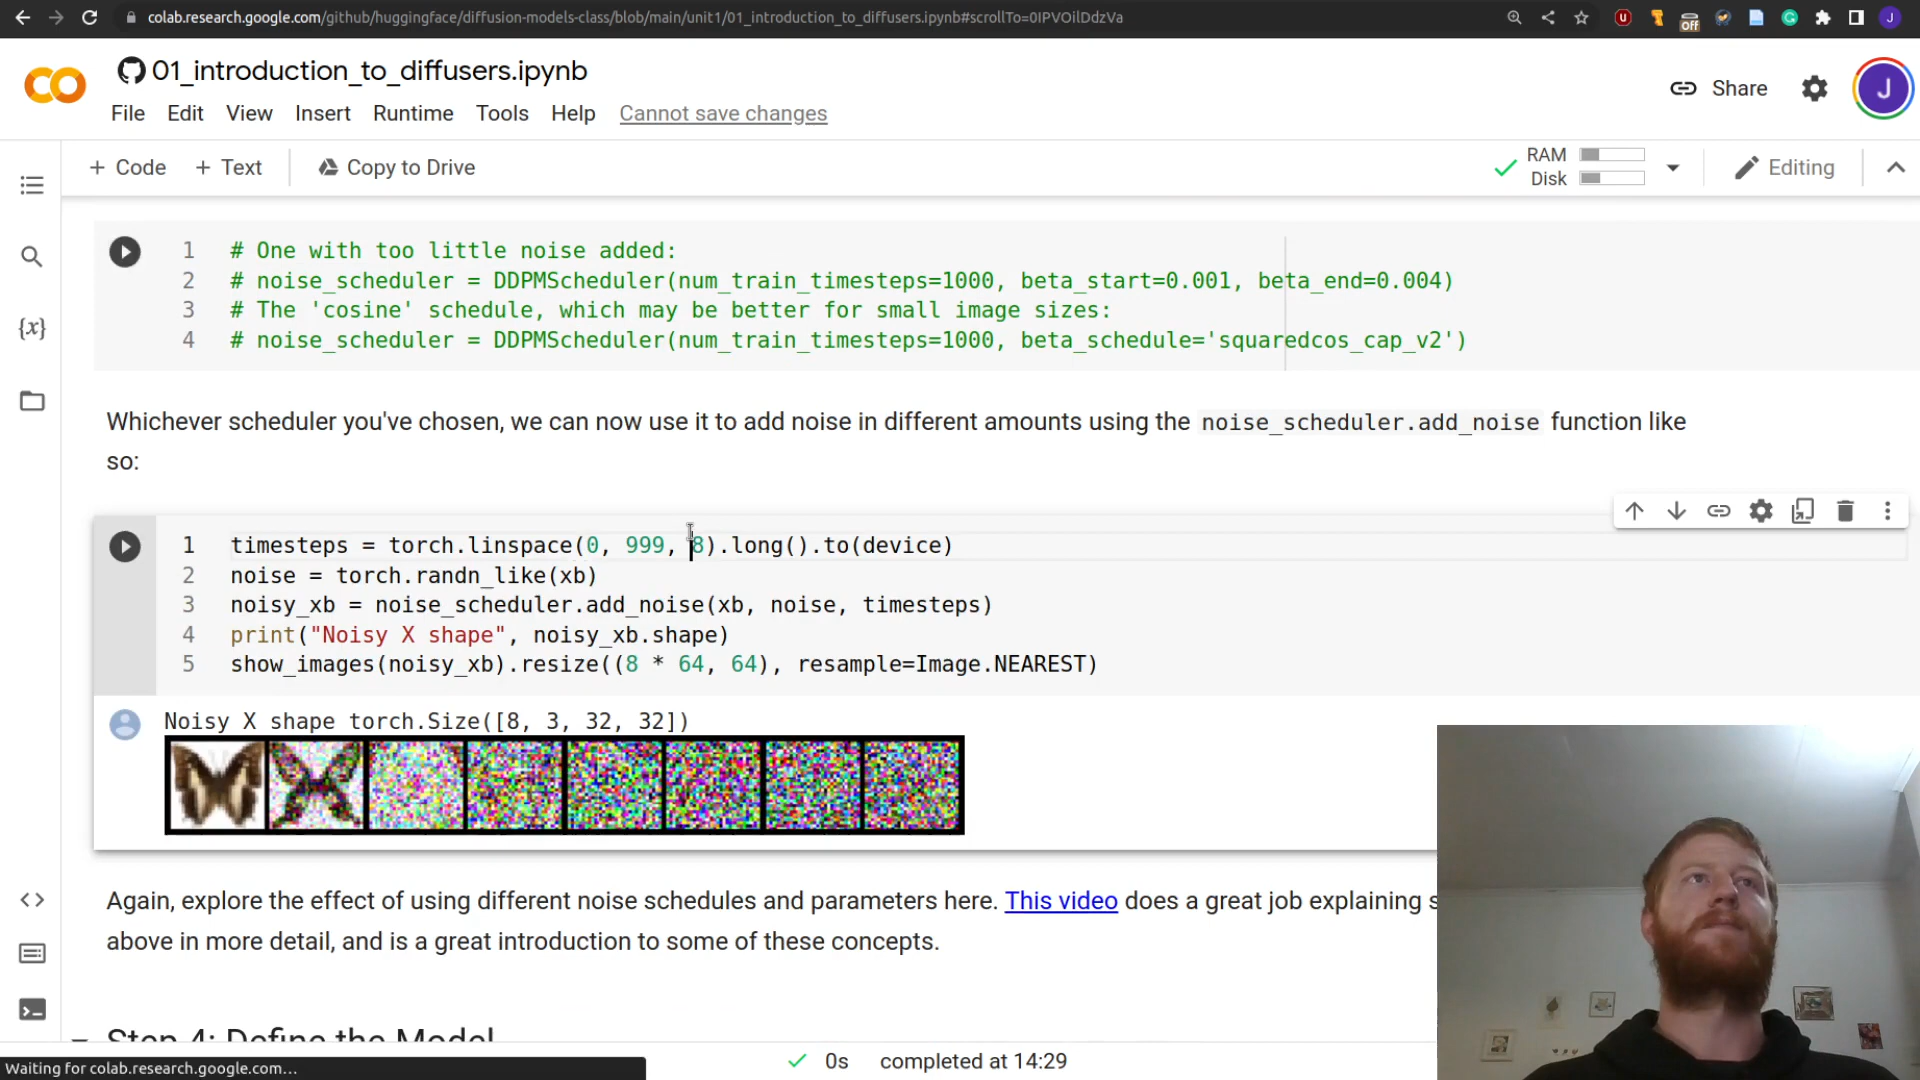 colab.research.google.com/github/huggingface/diffusion-models-class/blob/main/unit1/01_introduction_to_diffusers.ipynb#scrollTo=0IPVOilDdzVa
Off
J
01_introduction_to_diffusers.ipynb
Share
J
File Edit View Insert Runtime Tools Help Cannot save changes
+ Code + Text Copy to Drive
RAM
Disk
Editing
1 # One with too little noise added:
2 # noise_scheduler = DDPMScheduler(num_train_timesteps=1000, beta_start=0.001, beta_end=0.004)
3 # The 'cosine' schedule, which may be better for small image sizes:
4 # noise_scheduler = DDPMScheduler(num_train_timesteps=1000, beta_schedule='squaredcos_cap_v2')
Whichever scheduler you've chosen, we can now use it to add noise in different amounts using the noise_scheduler.add_noise function like
so:
1 timesteps = torch.linspace(0, 999, 8).long().to(device)
2 noise = torch.randn_like(xb)
3 noisy_xb = noise_scheduler.add_noise(xb, noise, timesteps)
4 print("Noisy X shape", noisy_xb.shape)
5 show_images(noisy_xb).resize((8 * 64, 64), resample=Image.NEAREST)
Noisy X shape torch.Size([8, 3, 32, 32])
Again, explore the effect of using different noise schedules and parameters here. This video does a great job explaining s
above in more detail, and is a great introduction to some of these concepts.
Step 4: Define the Model
Waiting for colab.research.google.com...
0s completed at 14:29